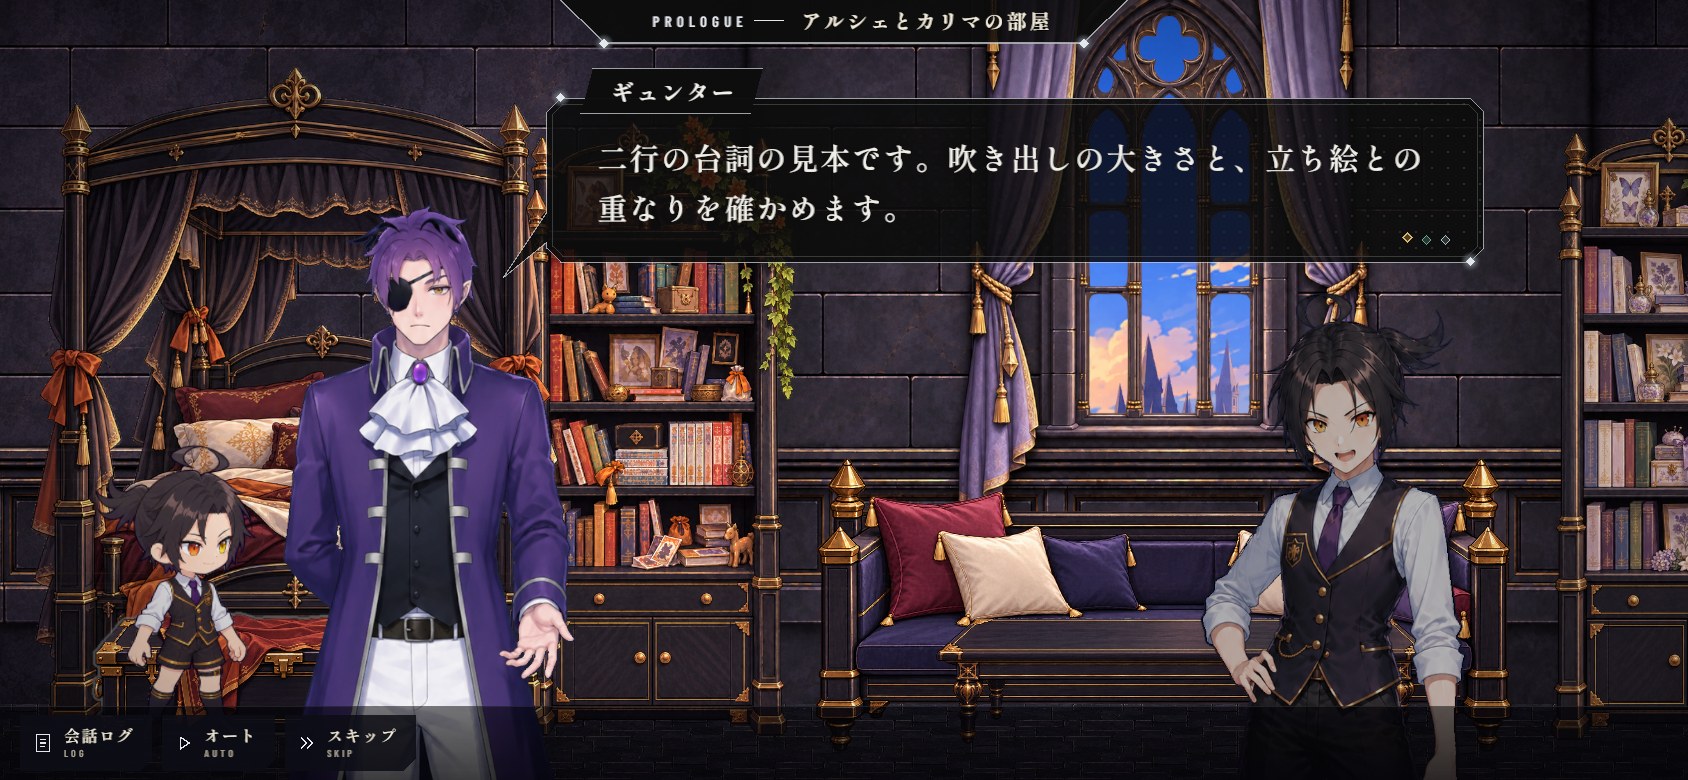 PROLOGUE — アルシェとカリマの部屋
ギュンター
二行の台詞の見本です。吹き出しの大きさと、立ち絵との
重なりを確かめます。
会話ログ
LOG
オート
AUTO
スキップ
SKIP